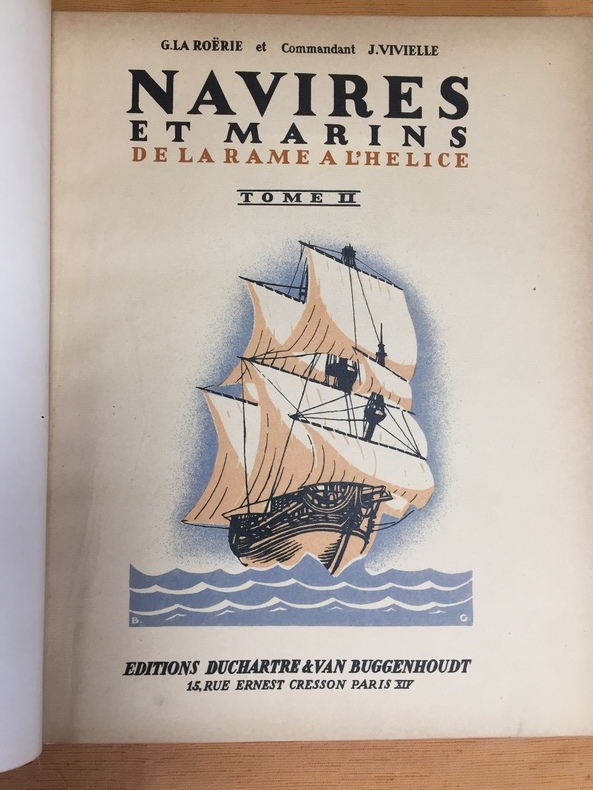 G.LA ROËRIE et Commandant J.VIVIELLE
NAVIRES
ET MARINS
DE LA RAME A L'HELICE
TOME II
B. G.
EDITIONS DUCHARTRE & VAN BUGGENHOUDT
15, RUE ERNEST CRESSON PARIS XIV